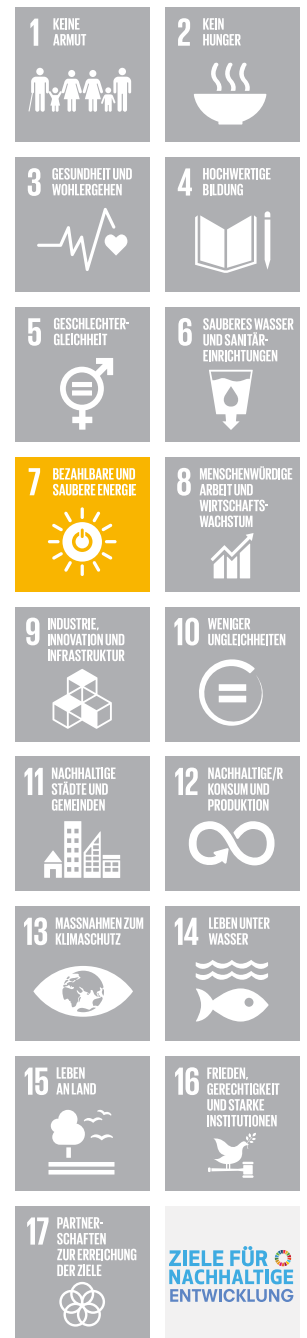 1 KEINE
ARMUT
2 KEIN
HUNGER
3 GESUNDHEIT UND
WOHLERGEHEN
4 HOCHWERTIGE
BILDUNG
5 GESCHLECHTER-
GLEICHHEIT
6 SAUBERES WASSER
UND SANITÄR-
EINRICHTUNGEN
7 BEZAHLBARE UND
SAUBERE ENERGIE
8 MENSCHENWÜRDIGE
ARBEIT UND
WIRTSCHAFTS-
WACHSTUM
9 INDUSTRIE,
INNOVATION UND
INFRASTRUKTUR
10 WENIGER
UNGLEICHHEITEN
11 NACHHALTIGE
STÄDTE UND
GEMEINDEN
12 NACHHALTIGE/R
KONSUM UND
PRODUKTION
13 MASSNAHMEN ZUM
KLIMASCHUTZ
14 LEBEN UNTER
WASSER
15 LEBEN
AN LAND
16 FRIEDEN,
GERECHTIGKEIT
UND STARKE
INSTITUTIONEN
17 PARTNER-
SCHAFTEN
ZUR ERREICHUNG
DER ZIELE
ZIELE FÜR
NACHHALTIGE
ENTWICKLUNG